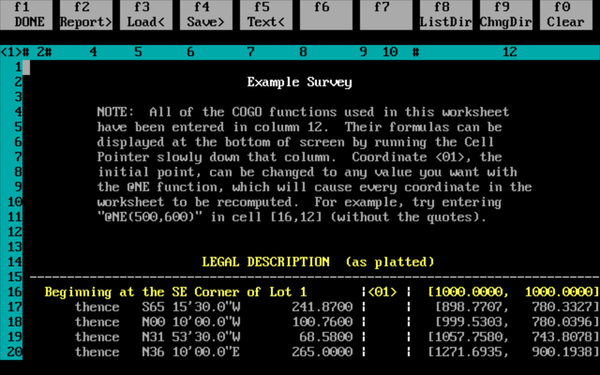 f1 f2 f3 f4 f5 f6 f7 f8 f9 f0
DONE Report> Load< Save> Text< ListDir ChngDir Clear
<1># 2# 4 5 6 7 8 9 10 # 12
1
2 Example Survey
3
4 NOTE: All of the COGO functions used in this worksheet
5 have been entered in column 12. Their formulas can be
6 displayed at the bottom of screen by running the Cell
7 Pointer slowly down that column. Coordinate <01>, the
8 initial point, can be changed to any value you want with
9 the @NE function, which will cause every coordinate in the
10 worksheet to be recomputed. For example, try entering
11 "@NE(500,600)" in cell [16,12] (without the quotes).
12
13
14 LEGAL DESCRIPTION (as platted)
15
16 Beginning at the SE Corner of Lot 1 |<01> | [1000.0000, 1000.0000]
17 thence S65 15'30.0"W 241.8700 | | [898.7707, 780.3327]
18 thence N00 10'00.0"W 100.7600 | | [999.5303, 780.0396]
19 thence N31 53'30.0"W 68.5800 | | [1057.7580, 743.8078]
20 thence N36 10'00.0"E 265.0000 | | [1271.6935, 900.1938]